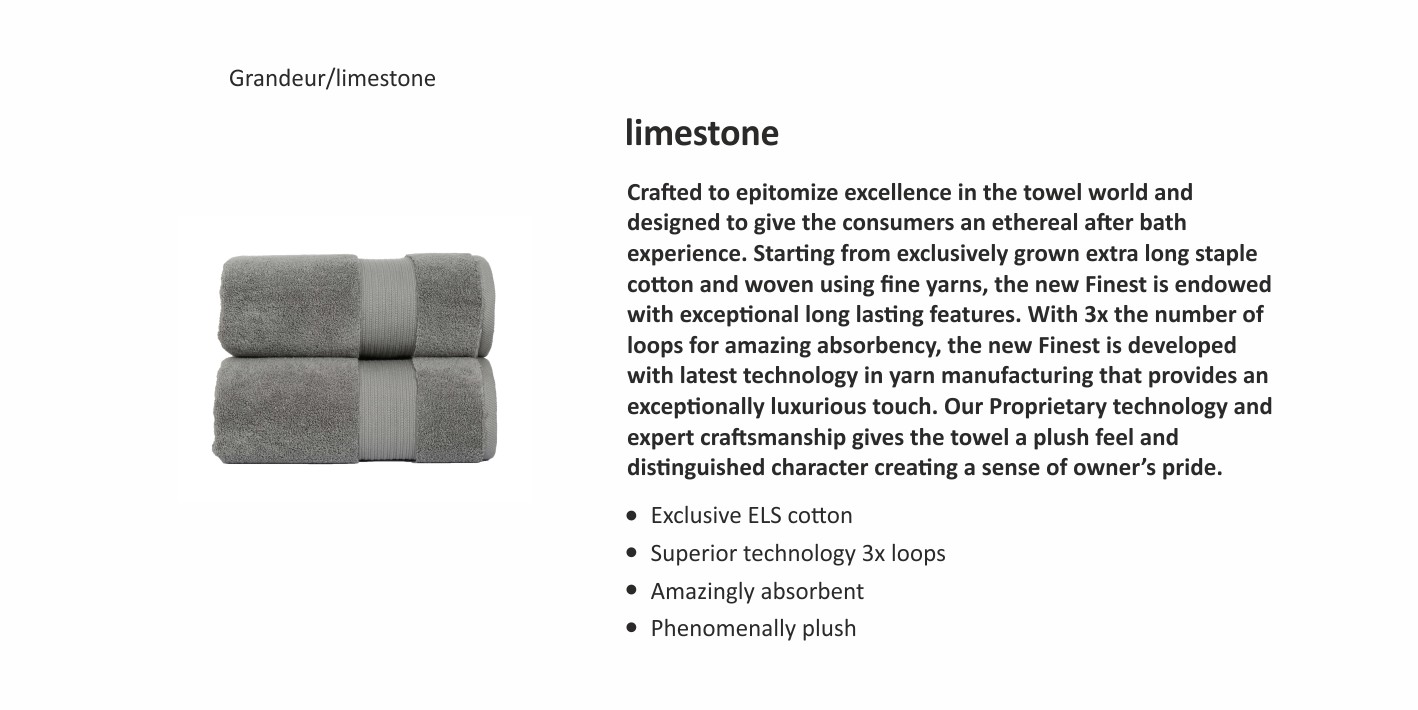 Grandeur/limestone
limestone
Crafted to epitomize excellence in the towel world and
designed to give the consumers an ethereal after bath
experience. Starting from exclusively grown extra long staple
cotton and woven using fine yarns, the new Finest is endowed
with exceptional long lasting features. With 3x the number of
loops for amazing absorbency, the new Finest is developed
with latest technology in yarn manufacturing that provides an
exceptionally luxurious touch. Our Proprietary technology and
expert craftsmanship gives the towel a plush feel and
distinguished character creating a sense of owner’s pride.
• Exclusive ELS cotton
• Superior technology 3x loops
• Amazingly absorbent
• Phenomenally plush